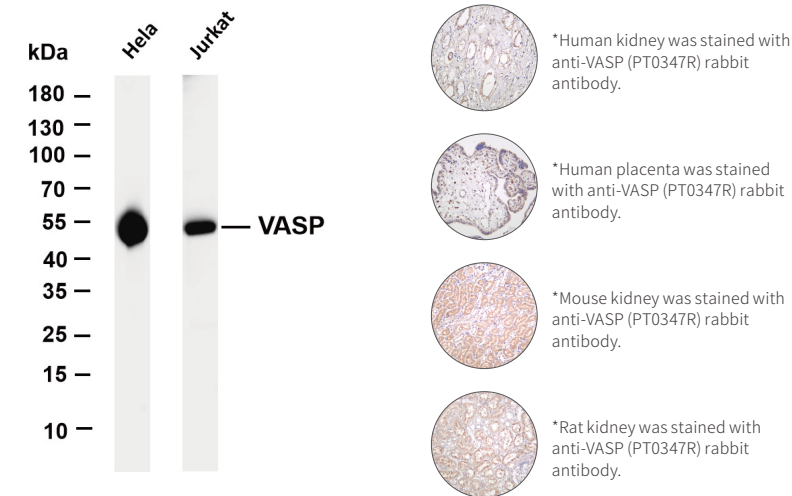 kDa
Hela
Jurkat
180
130
100
70
55
40
35
25
15
10
VASP
*Human kidney was stained with
anti-VASP (PT0347R) rabbit
antibody.
*Human placenta was stained
with anti-VASP (PT0347R) rabbit
antibody.
*Mouse kidney was stained with
anti-VASP (PT0347R) rabbit
antibody.
*Rat kidney was stained with
anti-VASP (PT0347R) rabbit
antibody.